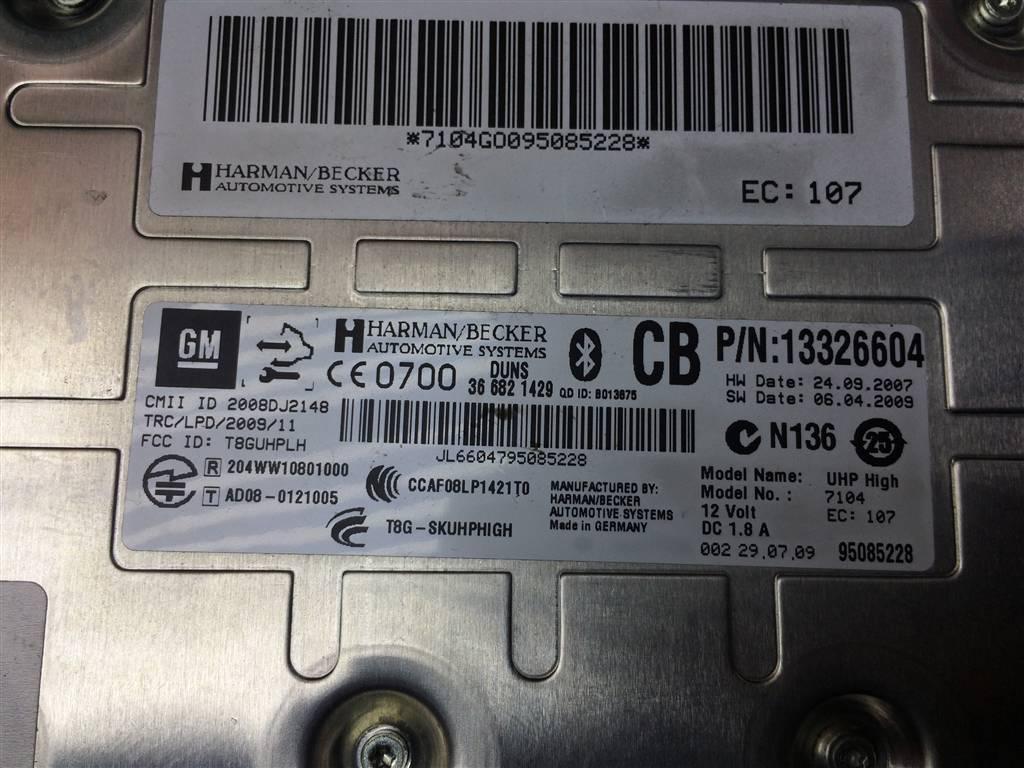 *7104GO095085228*
HARMAN/BECKER
AUTOMOTIVE SYSTEMS
EC: 107
GM
HARMAN/BECKER
AUTOMOTIVE SYSTEMS
CE 0700
DUNS
36 682 1429
QD ID: B013675
CB
P/N:13326604
HW Date: 24.09.2007
SW Date: 06.04.2009
CMII ID 2008DJ2148
TRC/LPD/2009/11
FCC ID: T8GUHPLH
JL6604795085228
N136
25
R 204WW10801000
T AD08-0121005
CCAF08LP1421T0
T8G-SKUHPHIGH
MANUFACTURED BY:
HARMAN/BECKER
AUTOMOTIVE SYSTEMS
Made in GERMANY
Model Name: UHP High
Model No.: 7104
12 Volt EC: 107
DC 1.8 A
002 29.07.09 95085228